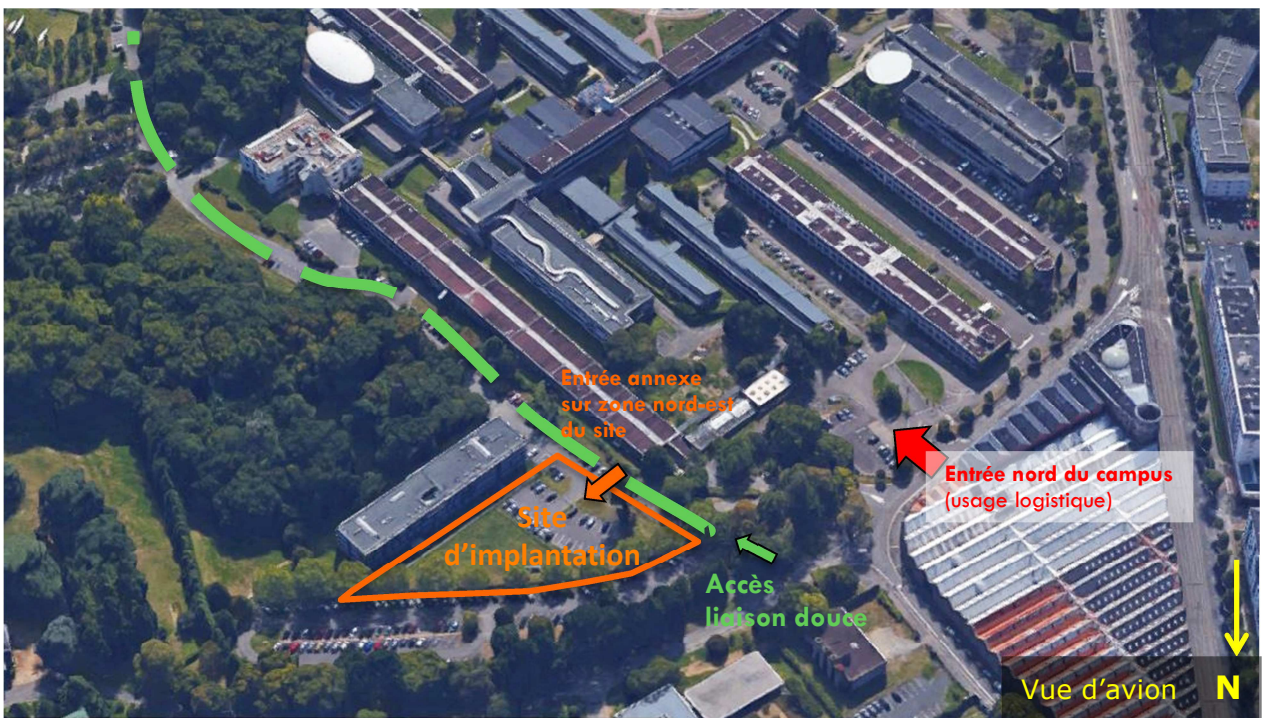 Entrée annexe
sur zone nord-est
du site
Entrée nord du campus
(usage logistique)
Site
d’implantation
Accès
liaison douce
Vue d’avion
N